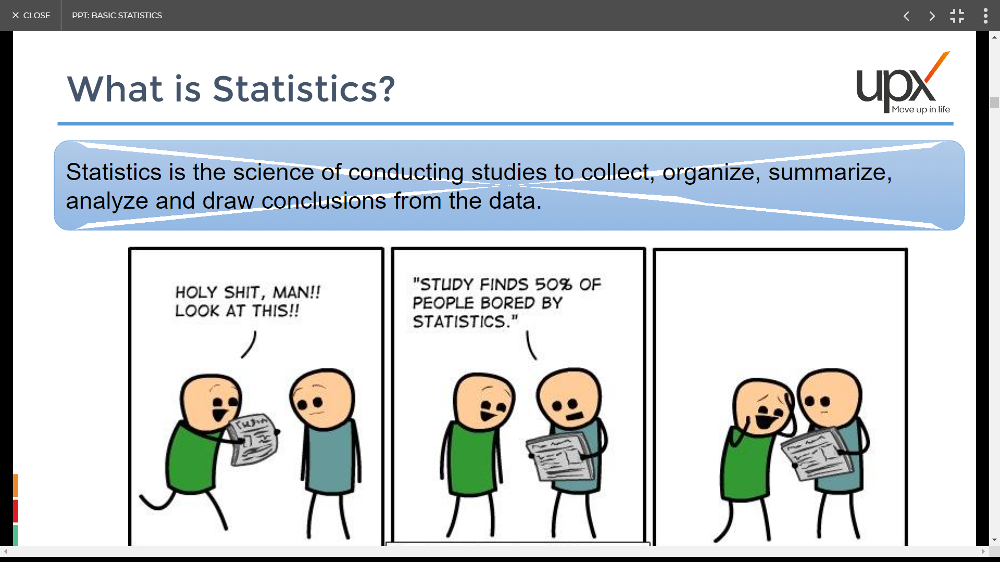 CLOSE
PPT: BASIC STATISTICS
What is Statistics?
upx
Move up in life
Statistics is the science of conducting studies to collect, organize, summarize,
analyze and draw conclusions from the data.
HOLY SHIT, MAN!!
LOOK AT THIS!!
"STUDY FINDS 50% OF
PEOPLE BORED BY
STATISTICS."